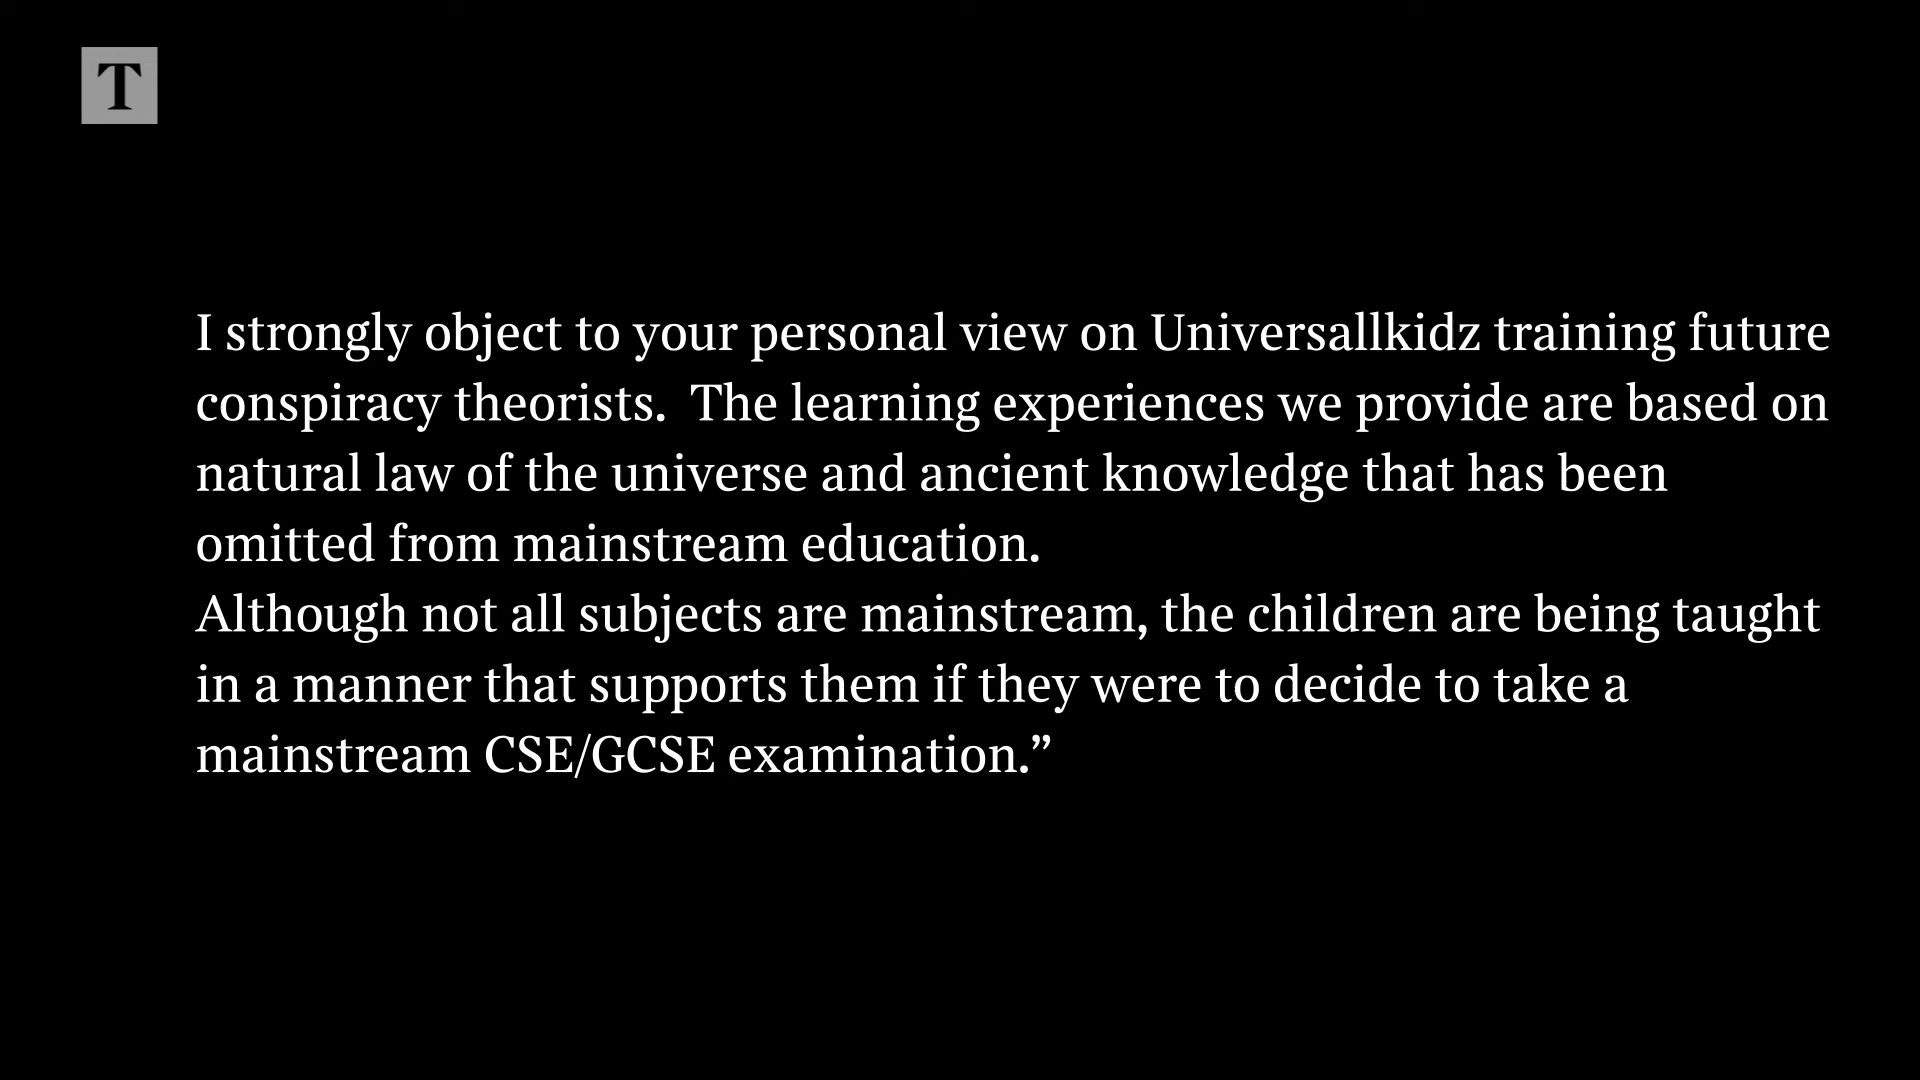 T
I strongly object to your personal view on Universallkidz training future
conspiracy theorists.  The learning experiences we provide are based on
natural law of the universe and ancient knowledge that has been
omitted from mainstream education.
Although not all subjects are mainstream, the children are being taught
in a manner that supports them if they were to decide to take a
mainstream CSE/GCSE examination.”